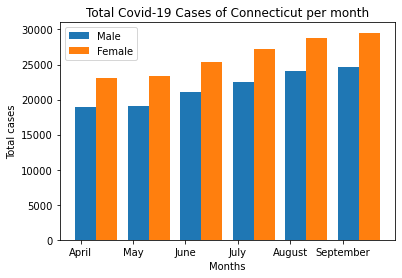 Total Covid-19 Cases of Connecticut per month
Male
Female
30000
25000
20000
15000
10000
5000
0
Total cases
April May June July August September
Months